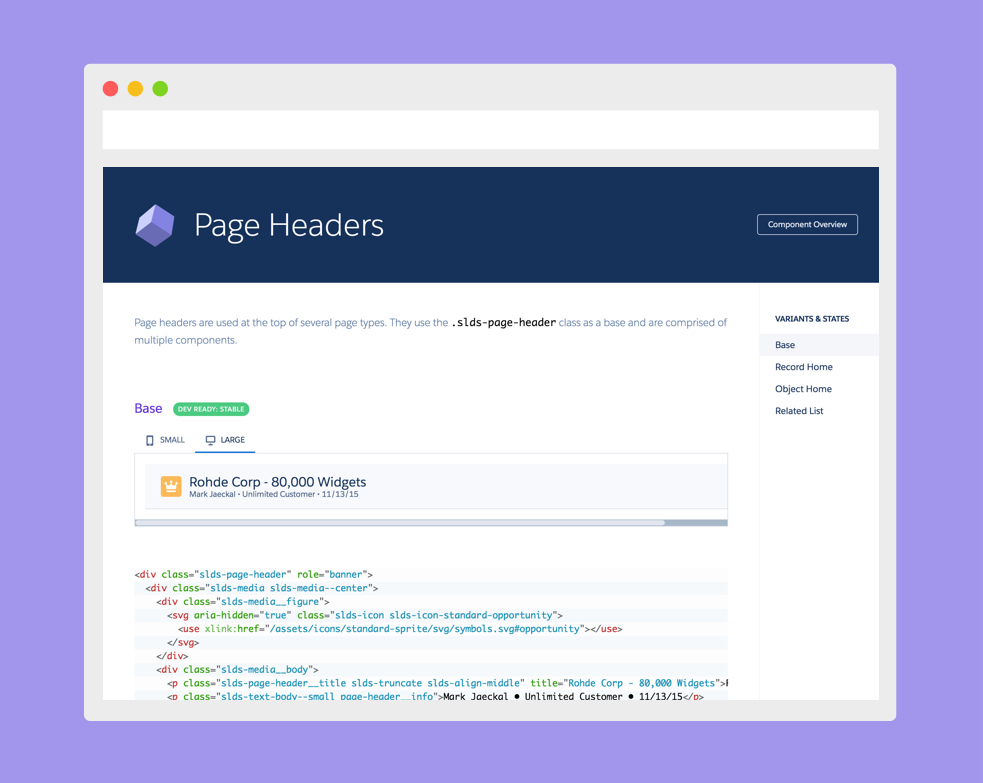 Page Headers
Component Overview
Page headers are used at the top of several page types. They use the .slds-page-header class as a base and are comprised of
multiple components.
VARIANTS & STATES
Base
Record Home
Object Home
Related List
Base
DEV READY: STABLE
SMALL
LARGE
Rohde Corp - 80,000 Widgets
Mark Jaeckal • Unlimited Customer • 11/13/15
<div class="slds-page-header" role="banner">
<div class="slds-media slds-media--center">
<div class="slds-media__figure">
<svg aria-hidden="true" class="slds-icon slds-icon-standard-opportunity">
<use xlink:href="/assets/icons/standard-sprite/svg/symbols.svg#opportunity"></use>
</svg>
</div>
<div class="slds-media__body">
<p class="slds-page-header__title slds-truncate slds-align-middle" title="Rohde Corp - 80,000 Widgets">
<p class="slds-text-body--small page-header__info">Mark Jaeckal • Unlimited Customer • 11/13/15</p>